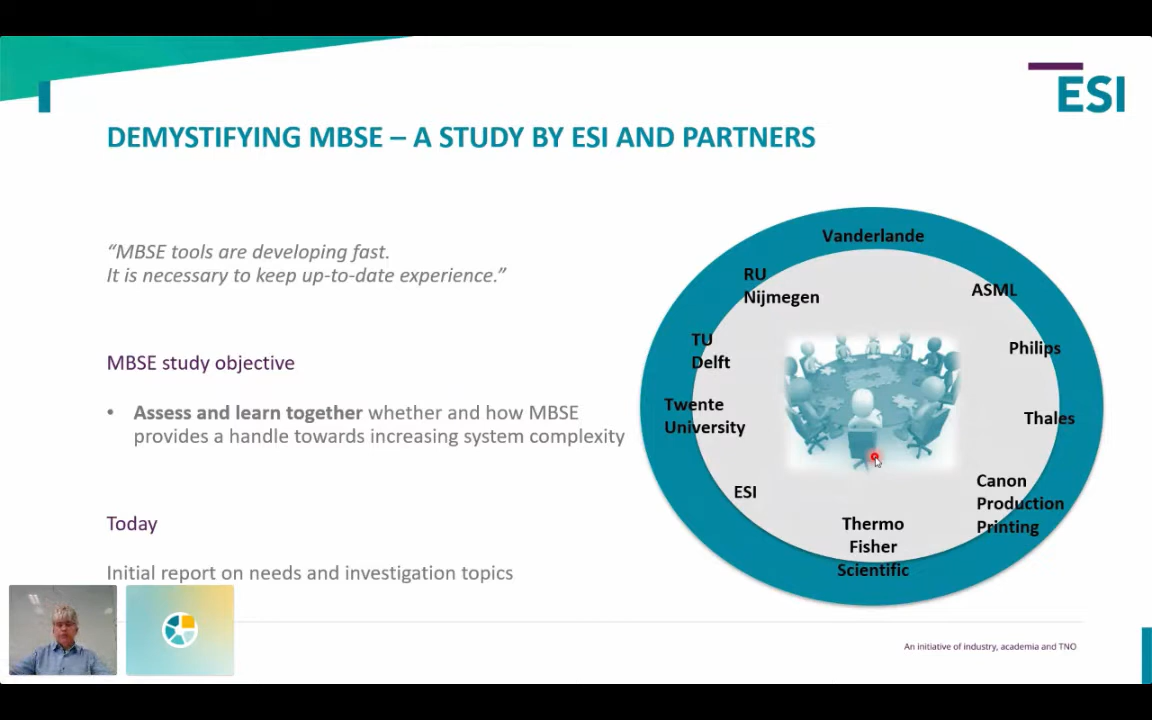 ESI
DEMYSTIFYING MBSE – A STUDY BY ESI AND PARTNERS
“MBSE tools are developing fast.
It is necessary to keep up-to-date experience.”
MBSE study objective
• Assess and learn together whether and how MBSE
provides a handle towards increasing system complexity
Today
Initial report on needs and investigation topics
Vanderlande
RU
Nijmegen
ASML
TU
Delft
Philips
Twente
University
Thales
ESI
Canon
Production
Printing
Thermo
Fisher
Scientific
An initiative of industry, academia and TNO